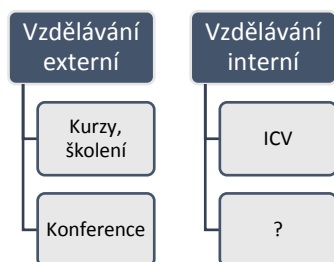 Vzdělávání
externí
Kurzy,
školení
Konference
Vzdělávání
interní
ICV
?